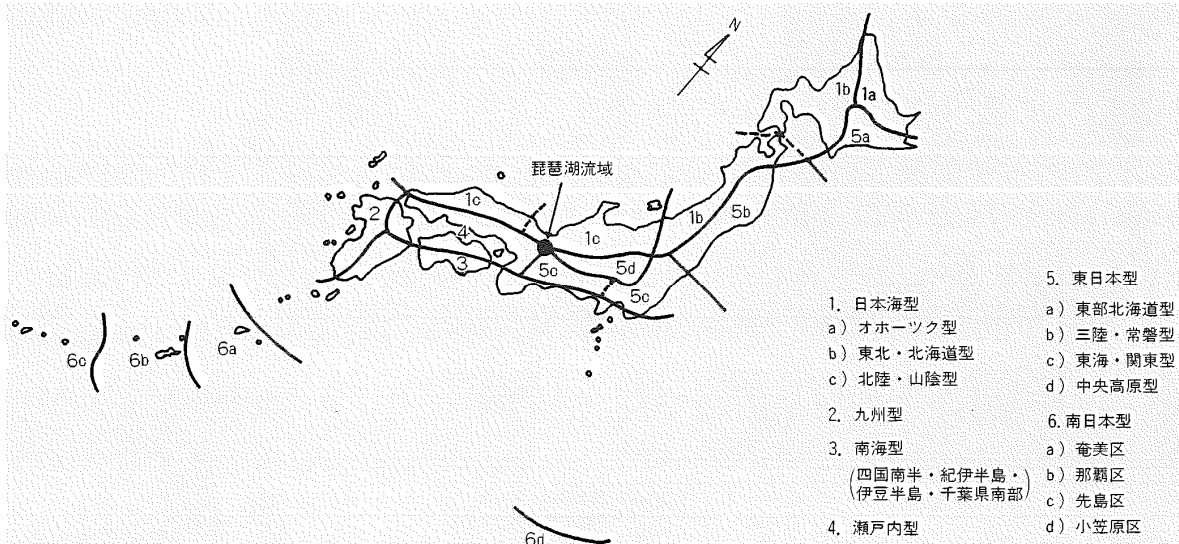 N
1b
1a
5a
琵琶湖流域
2
1c
4
3
1c
1b
5b
5c
5d
5c
6c
6b
6a
6d
1. 日本海型
a) オホーツク型
b) 東北・北海道型
c) 北陸・山陰型
2. 九州型
3. 南海型
(四国南半・紀伊半島・
伊豆半島・千葉県南部)
4. 瀬戸内型
5. 東日本型
a) 東部北海道型
b) 三陸・常磐型
c) 東海・関東型
d) 中央高原型
6. 南日本型
a) 奄美区
b) 那覇区
c) 先島区
d) 小笠原区